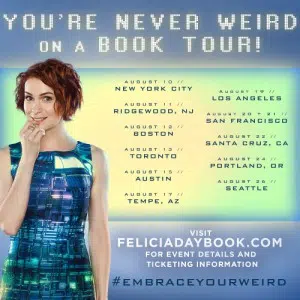 YOU'RE NEVER WEIRD
ON A BOOK TOUR!
AUGUST 10 //
NEW YORK CITY
AUGUST 11 //
RIDGEWOOD, NJ
AUGUST 12 //
BOSTON
AUGUST 13 //
TORONTO
AUGUST 15 //
AUSTIN
AUGUST 17 //
TEMPE, AZ
AUGUST 19 //
LOS ANGELES
AUGUST 20 + 21 //
SAN FRANCISCO
AUGUST 22 //
SANTA CRUZ, CA
AUGUST 24 //
PORTLAND, OR
AUGUST 26 //
SEATTLE
VISIT
FELICIADAYBOOK.COM
FOR EVENT DETAILS AND
TICKETING INFORMATION
#EMBRACEYOURWEIRD